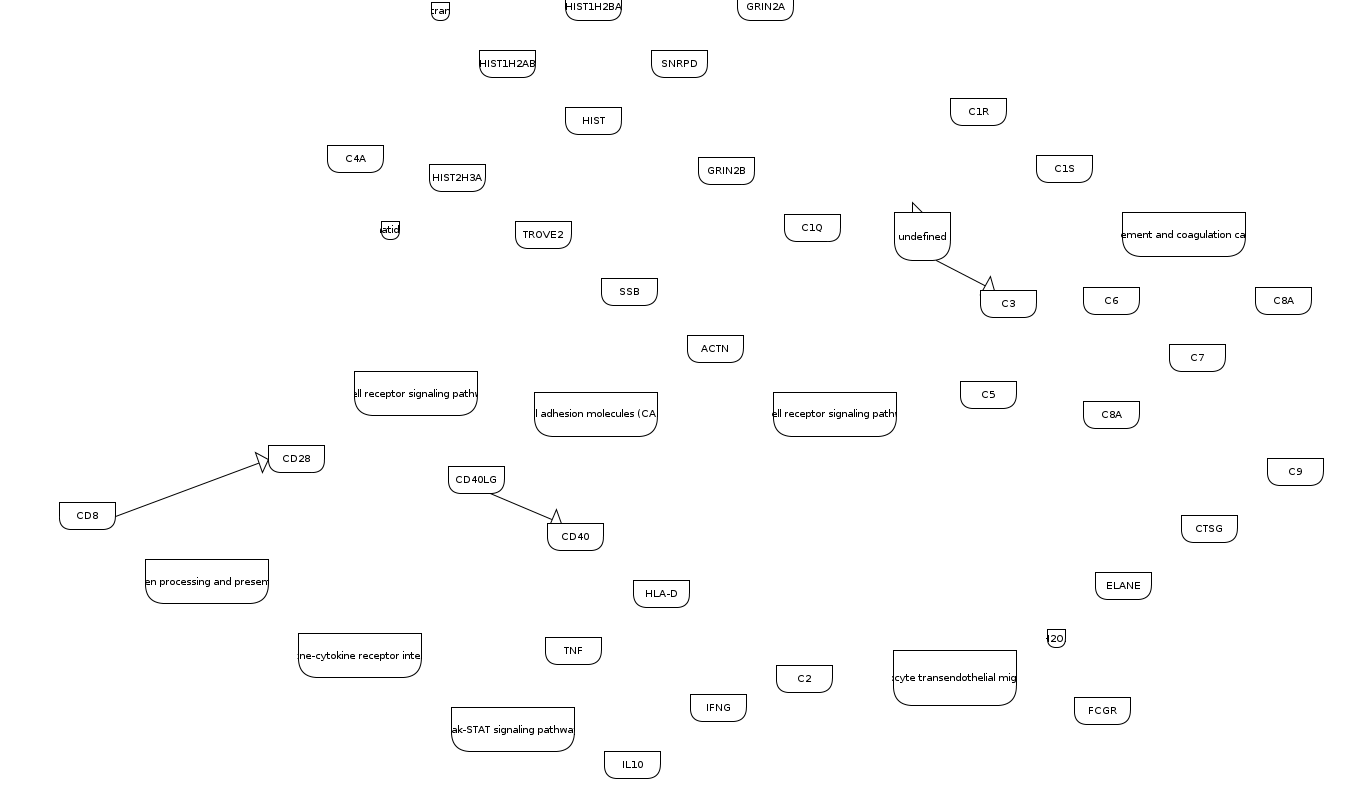 HIST1H2BA
GRIN2A
HIST1H2AB
SNRPD
C1R
HIST
C4A
HIST2H3A
GRIN2B
C1S
atid
TROVE2
C1Q
undefined
ement and coagulation ca
SSB
C3
C6
C8A
ACTN
C7
ell receptor signaling path
l adhesion molecules (CA
ell receptor signaling path
C5
C8A
CD28
CD40LG
C9
CD8
CD40
CTSG
en processing and presen
HLA-D
ELANE
TNF
H2O
ne-cytokine receptor inte
C2
cyte transendothelial mig
IFNG
FCGR
ak-STAT signaling pathwa
IL10